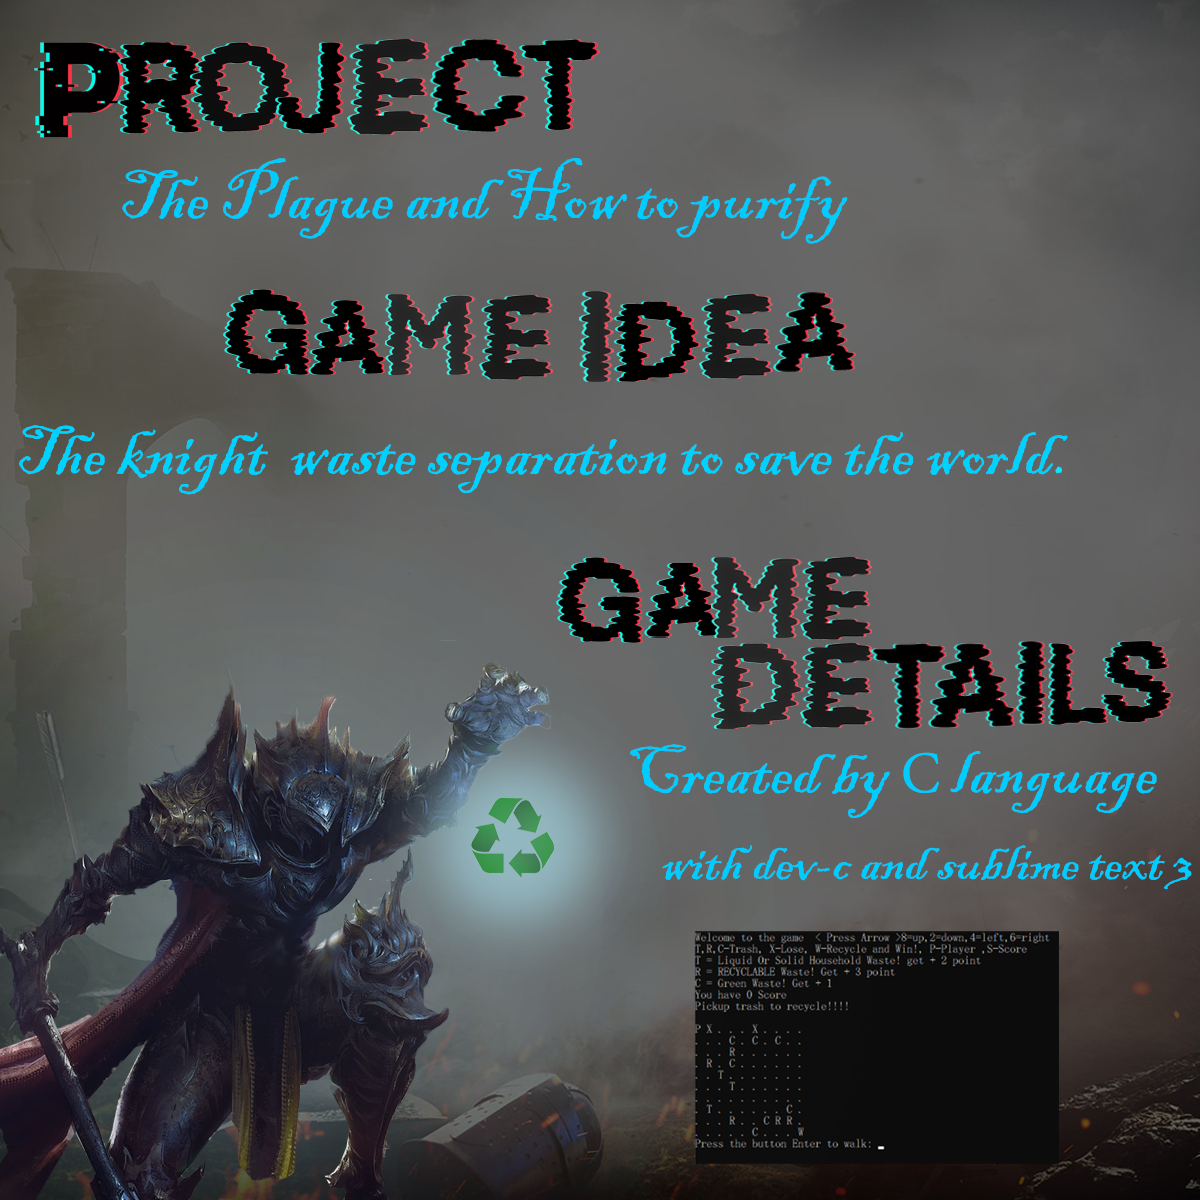 PROJECT
The Plague and How to purify
GAME IDEA
The knight waste separation to save the world.
GAME
DETAILS
Created by C language
with dev-c and sublime text 3
Welcome to the game < Press Arrow >8=up,2=down,4=left,6=right
T,R,C-Trash, X-Lose, W-Recycle and Win!, P-Player ,S-Score
T = Liquid Or Solid Household Waste! get + 2 point
R = RECYCLABLE Waste! Get + 3 point
C = Green Waste! Get + 1
You have 0 Score
Pickup trash to recycle!!!!
P X . . . X . . . .
. . . C . C . C . .
. . . R . . . . . .
. R . C . . . . . .
. . T . . . . . . .
. . . T . . . . . .
. . . . . . . . . .
. T . . . . . . C .
. . . R . . C R R .
. . . . . C . . . W
Press the button Enter to walk: